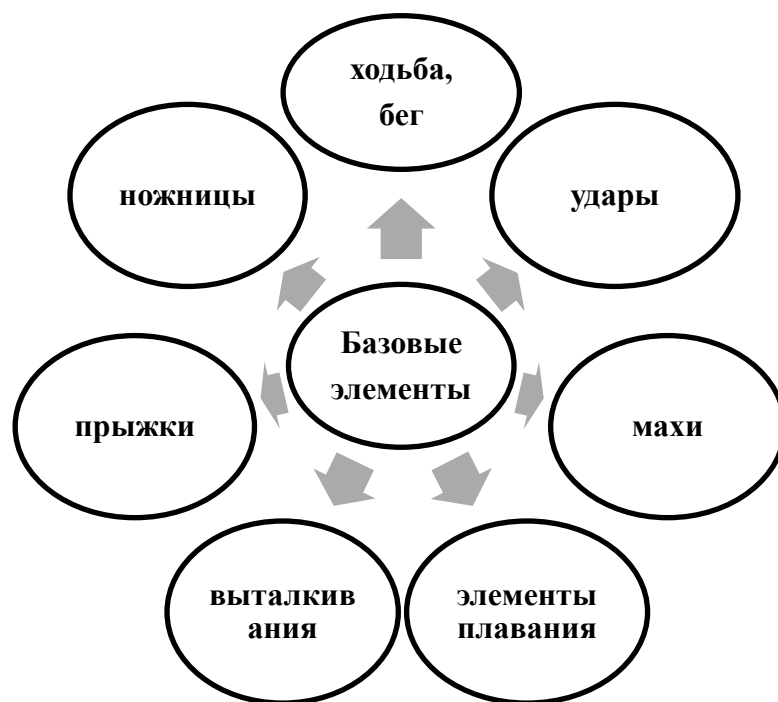 ходьба,
бег
ножницы
удары
Базовые
элементы
прыжки
махи
выталкив
ания
элементы
плавания